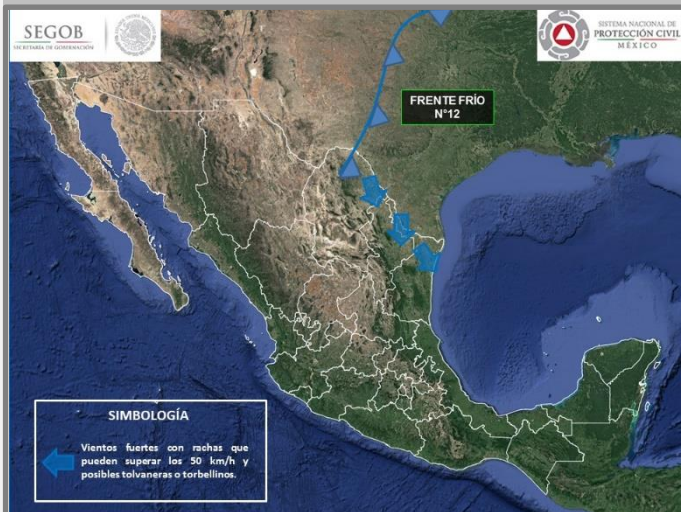 SEGOB
SECRETARÍA DE GOBERNACIÓN
SISTEMA NACIONAL DE
PROTECCIÓN CIVIL
MÉXICO
FRENTE FRÍO
N°12
SIMBOLOGÍA
Vientos fuertes con rachas que
pueden superar los 50 km/h y
posibles tolvaneras o torbellinos.